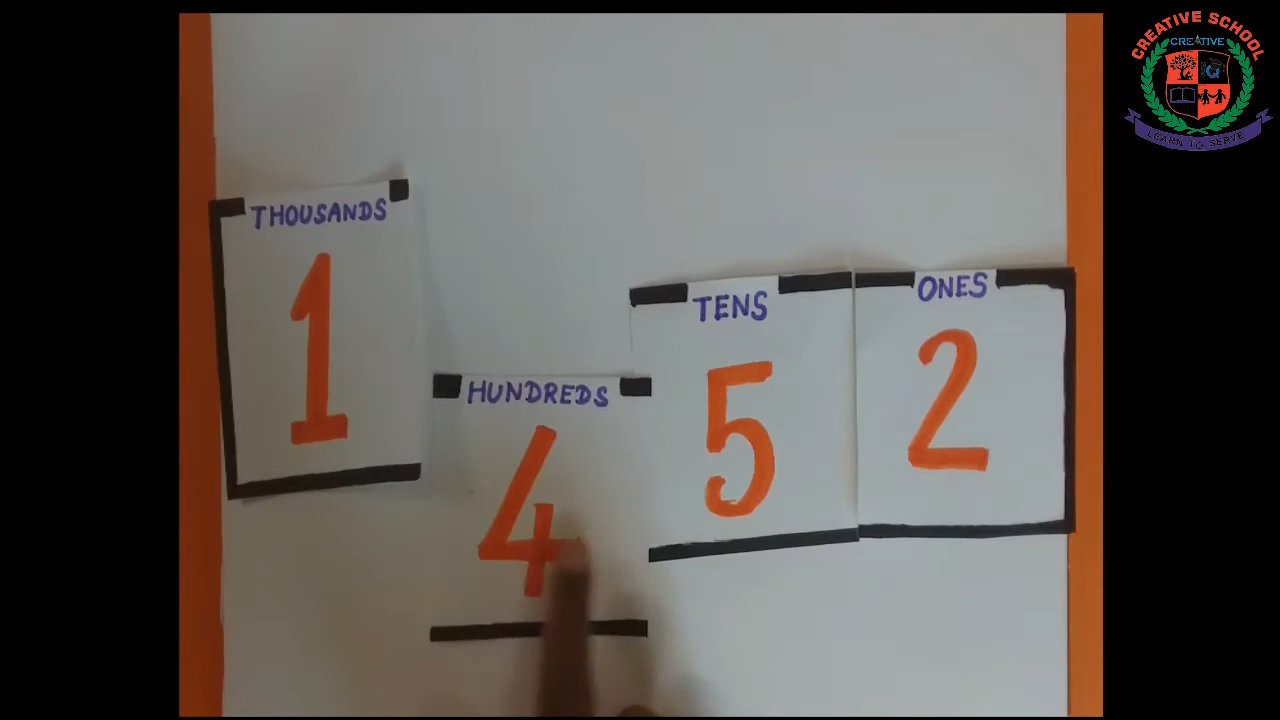 THOUSANDS
1
HUNDREDS
4
TENS
5
ONES
2
CREATIVE SCHOOL
CREATIVE
LEARN TO SERVE